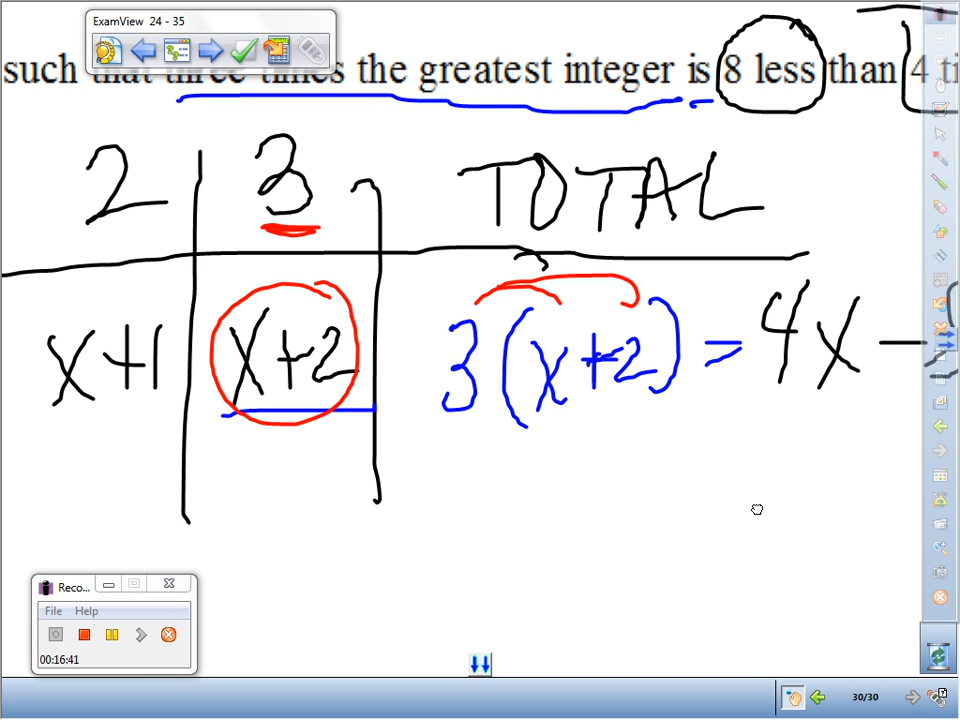 ExamView 24 - 35
such that three times the greatest integer is 8 less than 4
2 3 TOTAL
x+1 x+2 3(x+2) = 4x -
Reco...
File Help
00:16:41
30/30